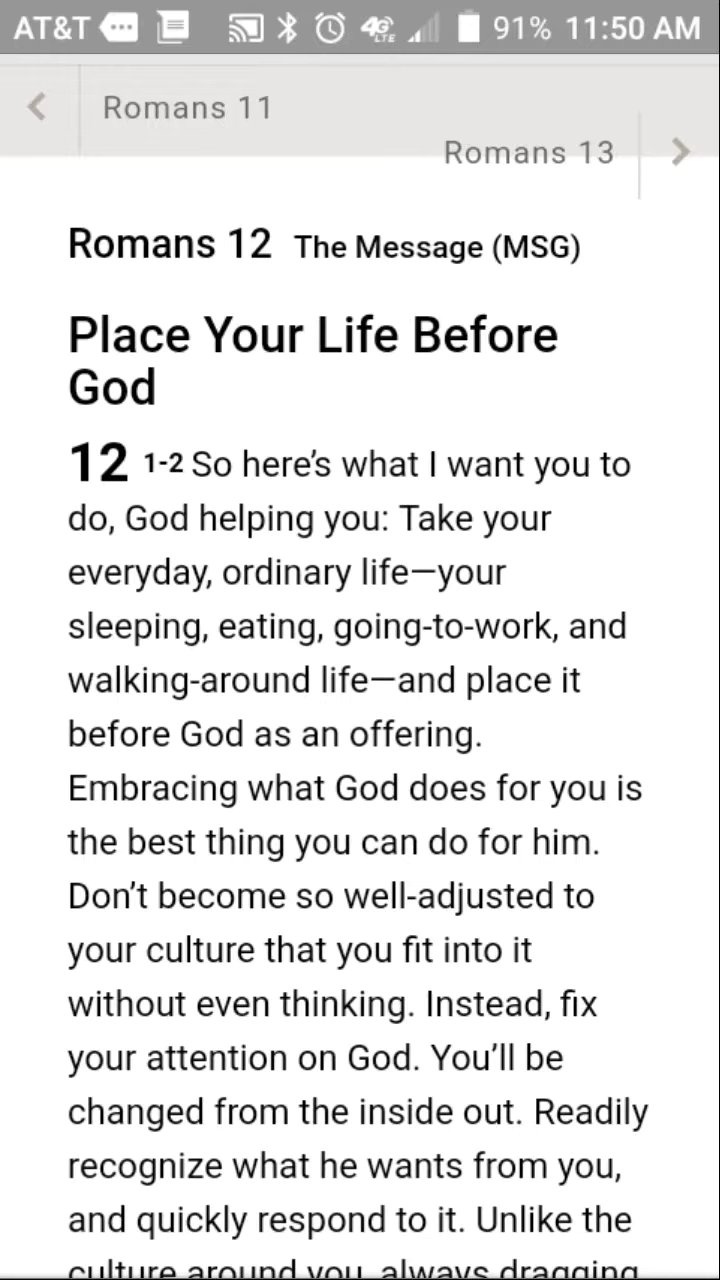 AT&T 91% 11:50 AM
Romans 11
Romans 13
Romans 12 The Message (MSG)
Place Your Life Before
God
12 1-2 So here’s what I want you to
do, God helping you: Take your
everyday, ordinary life—your
sleeping, eating, going-to-work, and
walking-around life—and place it
before God as an offering.
Embracing what God does for you is
the best thing you can do for him.
Don’t become so well-adjusted to
your culture that you fit into it
without even thinking. Instead, fix
your attention on God. You’ll be
changed from the inside out. Readily
recognize what he wants from you,
and quickly respond to it. Unlike the
culture around you, always dragging